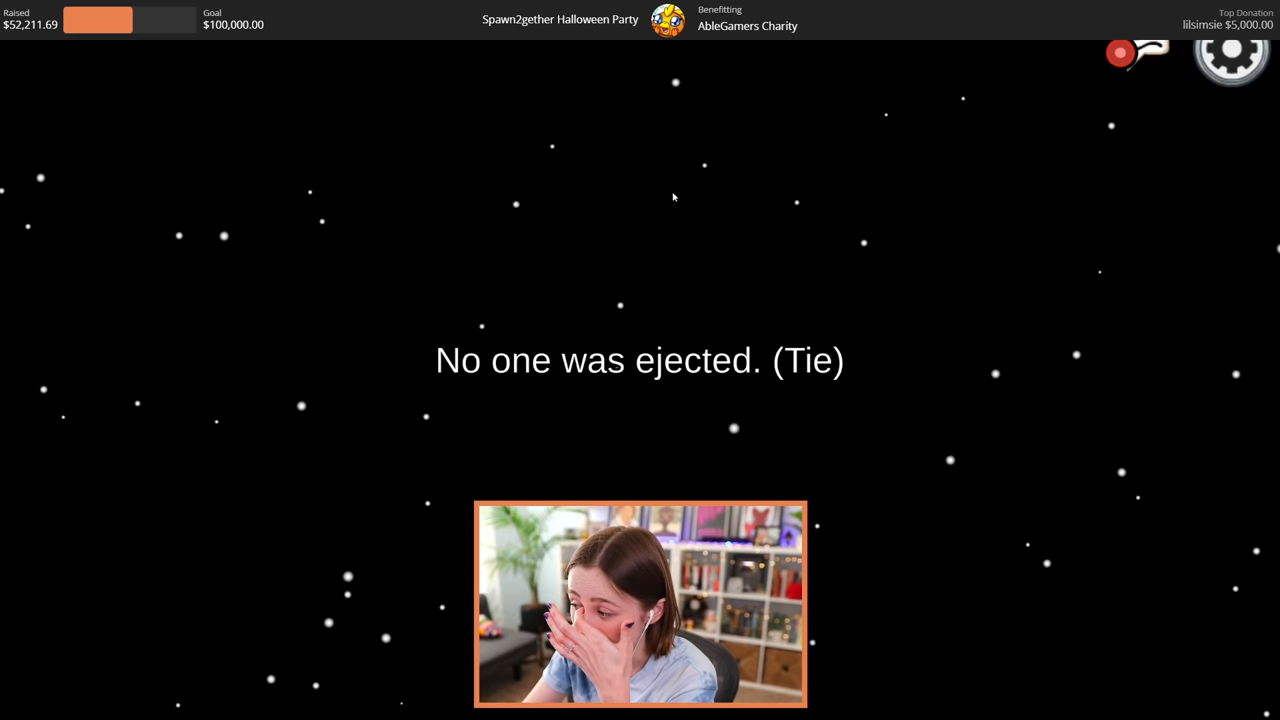 Raised
$52,211.69
Goal
$100,000.00
Spawn2gether Halloween Party
Benefitting
AbleGamers Charity
Top Donation
lilsimsie $5,000.00
No one was ejected. (Tie)